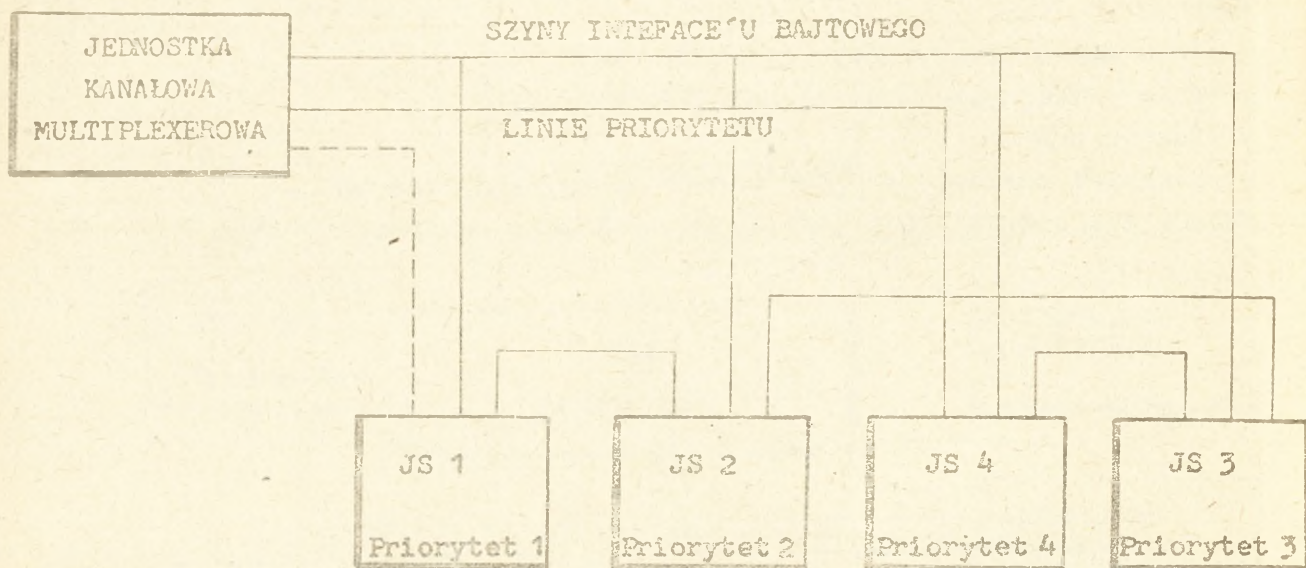 JEDNOSTKA
KANAŁOWA
MULTIPLEXEROWA
SZYNY INTEFACE´U BAJTOWEGO
LINIE PRIORYTETU
JS 1
Priorytet 1
JS 2
Priorytet 2
JS 4
Priorytet 4
JS 3
Priorytet 3